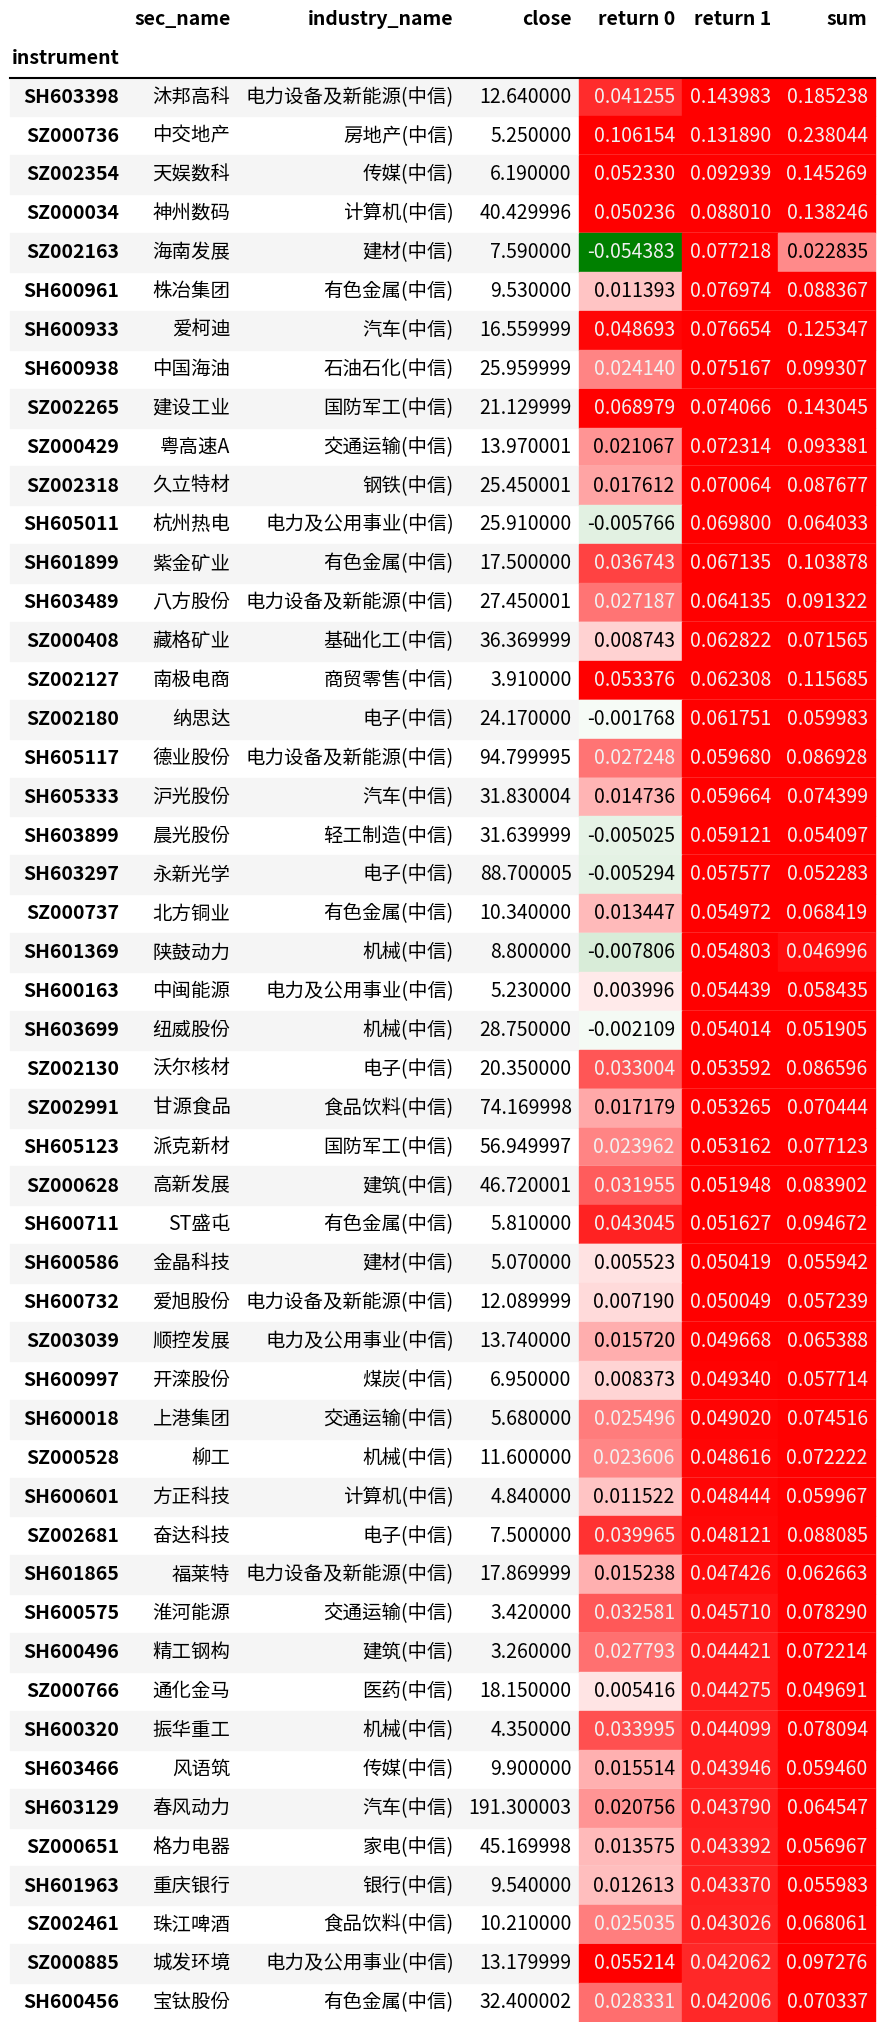 sec_name industry_name close return 0 return 1 sum
instrument
SH603398 沐邦高科 电力设备及新能源(中信) 12.640000 0.041255 0.143983 0.185238
SZ000736 中交地产 房地产(中信) 5.250000 0.106154 0.131890 0.238044
SZ002354 天娱数科 传媒(中信) 6.190000 0.052330 0.092939 0.145269
SZ000034 神州数码 计算机(中信) 40.429996 0.050236 0.088010 0.138246
SZ002163 海南发展 建材(中信) 7.590000 -0.054383 0.077218 0.022835
SH600961 株冶集团 有色金属(中信) 9.530000 0.011393 0.076974 0.088367
SH600933 爱柯迪 汽车(中信) 16.559999 0.048693 0.076654 0.125347
SH600938 中国海油 石油石化(中信) 25.959999 0.024140 0.075167 0.099307
SZ002265 建设工业 国防军工(中信) 21.129999 0.068979 0.074066 0.143045
SZ000429 粤高速A 交通运输(中信) 13.970001 0.021067 0.072314 0.093381
SZ002318 久立特材 钢铁(中信) 25.450001 0.017612 0.070064 0.087677
SH605011 杭州热电 电力及公用事业(中信) 25.910000 -0.005766 0.069800 0.064033
SH601899 紫金矿业 有色金属(中信) 17.500000 0.036743 0.067135 0.103878
SH603489 八方股份 电力设备及新能源(中信) 27.450001 0.027187 0.064135 0.091322
SZ000408 藏格矿业 基础化工(中信) 36.369999 0.008743 0.062822 0.071565
SZ002127 南极电商 商贸零售(中信) 3.910000 0.053376 0.062308 0.115685
SZ002180 纳思达 电子(中信) 24.170000 -0.001768 0.061751 0.059983
SH605117 德业股份 电力设备及新能源(中信) 94.799995 0.027248 0.059680 0.086928
SH605333 沪光股份 汽车(中信) 31.830004 0.014736 0.059664 0.074399
SH603899 晨光股份 轻工制造(中信) 31.639999 -0.005025 0.059121 0.054097
SH603297 永新光学 电子(中信) 88.700005 -0.005294 0.057577 0.052283
SZ000737 北方铜业 有色金属(中信) 10.340000 0.013447 0.054972 0.068419
SH601369 陕鼓动力 机械(中信) 8.800000 -0.007806 0.054803 0.046996
SH600163 中闽能源 电力及公用事业(中信) 5.230000 0.003996 0.054439 0.058435
SH603699 纽威股份 机械(中信) 28.750000 -0.002109 0.054014 0.051905
SZ002130 沃尔核材 电子(中信) 20.350000 0.033004 0.053592 0.086596
SZ002991 甘源食品 食品饮料(中信) 74.169998 0.017179 0.053265 0.070444
SH605123 派克新材 国防军工(中信) 56.949997 0.023962 0.053162 0.077123
SZ000628 高新发展 建筑(中信) 46.720001 0.031955 0.051948 0.083902
SH600711 ST盛屯 有色金属(中信) 5.810000 0.043045 0.051627 0.094672
SH600586 金晶科技 建材(中信) 5.070000 0.005523 0.050419 0.055942
SH600732 爱旭股份 电力设备及新能源(中信) 12.089999 0.007190 0.050049 0.057239
SZ003039 顺控发展 电力及公用事业(中信) 13.740000 0.015720 0.049668 0.065388
SH600997 开滦股份 煤炭(中信) 6.950000 0.008373 0.049340 0.057714
SH600018 上港集团 交通运输(中信) 5.680000 0.025496 0.049020 0.074516
SZ000528 柳工 机械(中信) 11.600000 0.023606 0.048616 0.072222
SH600601 方正科技 计算机(中信) 4.840000 0.011522 0.048444 0.059967
SZ002681 奋达科技 电子(中信) 7.500000 0.039965 0.048121 0.088085
SH601865 福莱特 电力设备及新能源(中信) 17.869999 0.015238 0.047426 0.062663
SH600575 淮河能源 交通运输(中信) 3.420000 0.032581 0.045710 0.078290
SH600496 精工钢构 建筑(中信) 3.260000 0.027793 0.044421 0.072214
SZ000766 通化金马 医药(中信) 18.150000 0.005416 0.044275 0.049691
SH600320 振华重工 机械(中信) 4.350000 0.033995 0.044099 0.078094
SH603466 风语筑 传媒(中信) 9.900000 0.015514 0.043946 0.059460
SH603129 春风动力 汽车(中信) 191.300003 0.020756 0.043790 0.064547
SZ000651 格力电器 家电(中信) 45.169998 0.013575 0.043392 0.056967
SH601963 重庆银行 银行(中信) 9.540000 0.012613 0.043370 0.055983
SZ002461 珠江啤酒 食品饮料(中信) 10.210000 0.025035 0.043026 0.068061
SZ000885 城发环境 电力及公用事业(中信) 13.179999 0.055214 0.042062 0.097276
SH600456 宝钛股份 有色金属(中信) 32.400002 0.028331 0.042006 0.070337